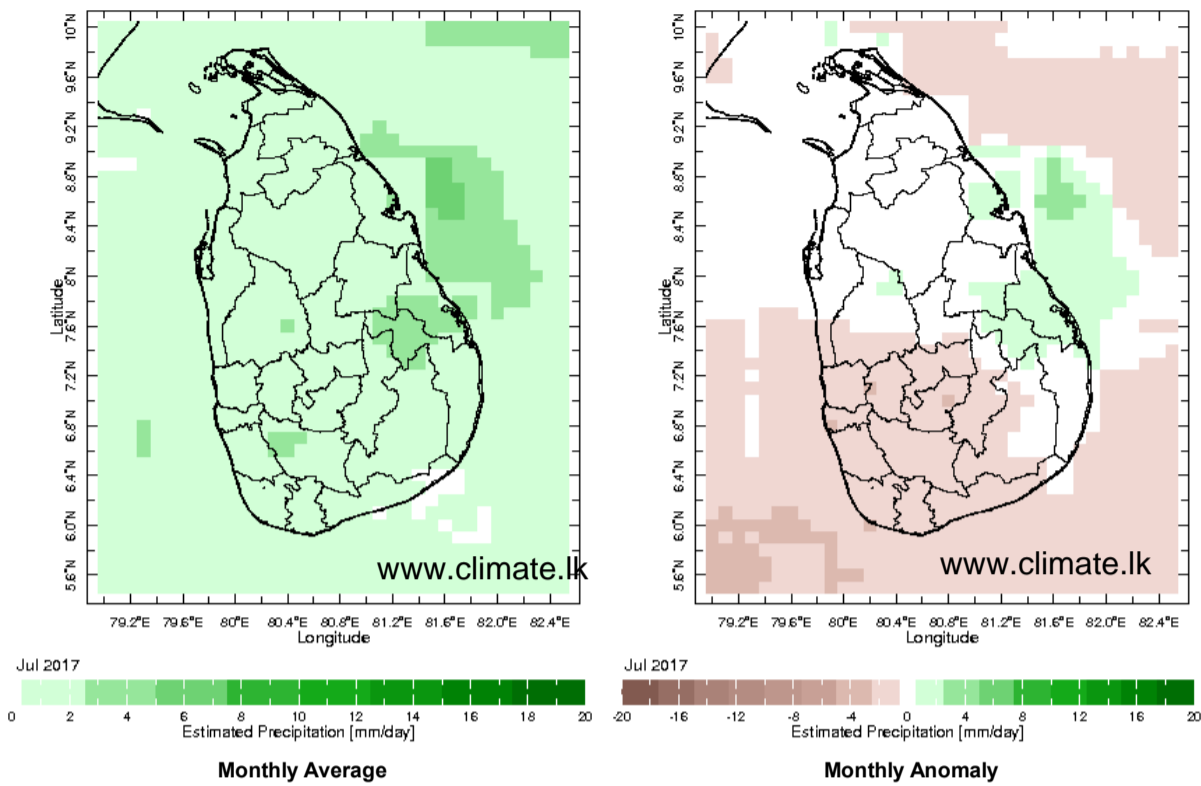 10°N
9.6°N
9.2°N
8.8°N
8.4°N
8°N
7.6°N
7.2°N
6.8°N
6.4°N
6.0°N
5.6°N
Latitude
www.climate.lk
79.2°E 79.6°E 80°E 80.4°E 80.8°E 81.2°E 81.6°E 82.0°E 82.4°E
Longitude
Jul 2017
0 2 4 6 8 10 12 14 16 18 20
Estimated Precipitation [mm/day]
Monthly Average
10°N
9.6°N
9.2°N
8.8°N
8.4°N
8°N
7.6°N
7.2°N
6.8°N
6.4°N
6.0°N
5.6°N
Latitude
www.climate.lk
79.2°E 79.6°E 80°E 80.4°E 80.8°E 81.2°E 81.6°E 82.0°E 82.4°E
Longitude
Jul 2017
-20 -16 -12 -8 -4 0 4 8 12 16 20
Estimated Precipitation [mm/day]
Monthly Anomaly